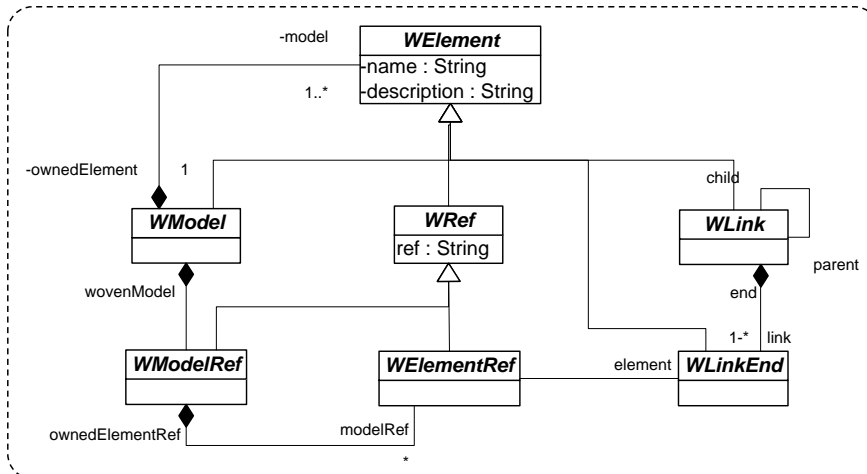 -model
WElement
-name : String
-description : String
1..*
-ownedElement
1
child
WModel
WRef
ref : String
WLink
parent
wovenModel
end
1-*
link
WModelRef
WElementRef
element
WLinkEnd
ownedElementRef
modelRef
*